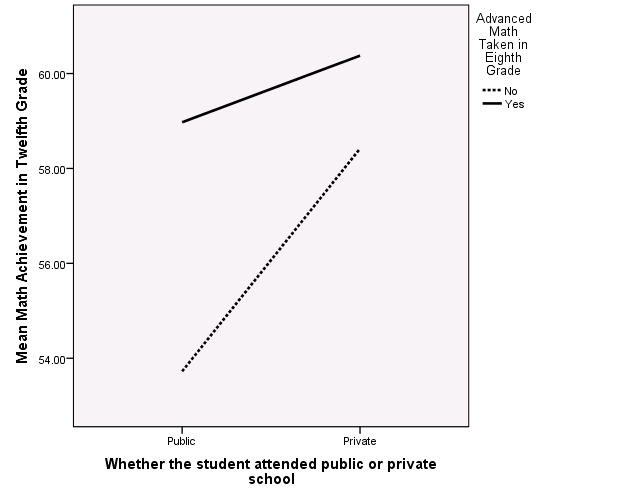 Advanced
Math
Taken in
Eighth
Grade
No
Yes
Mean Math Achievement in Twelfth Grade
60.00
58.00
56.00
54.00
Public
Private
Whether the student attended public or private
school